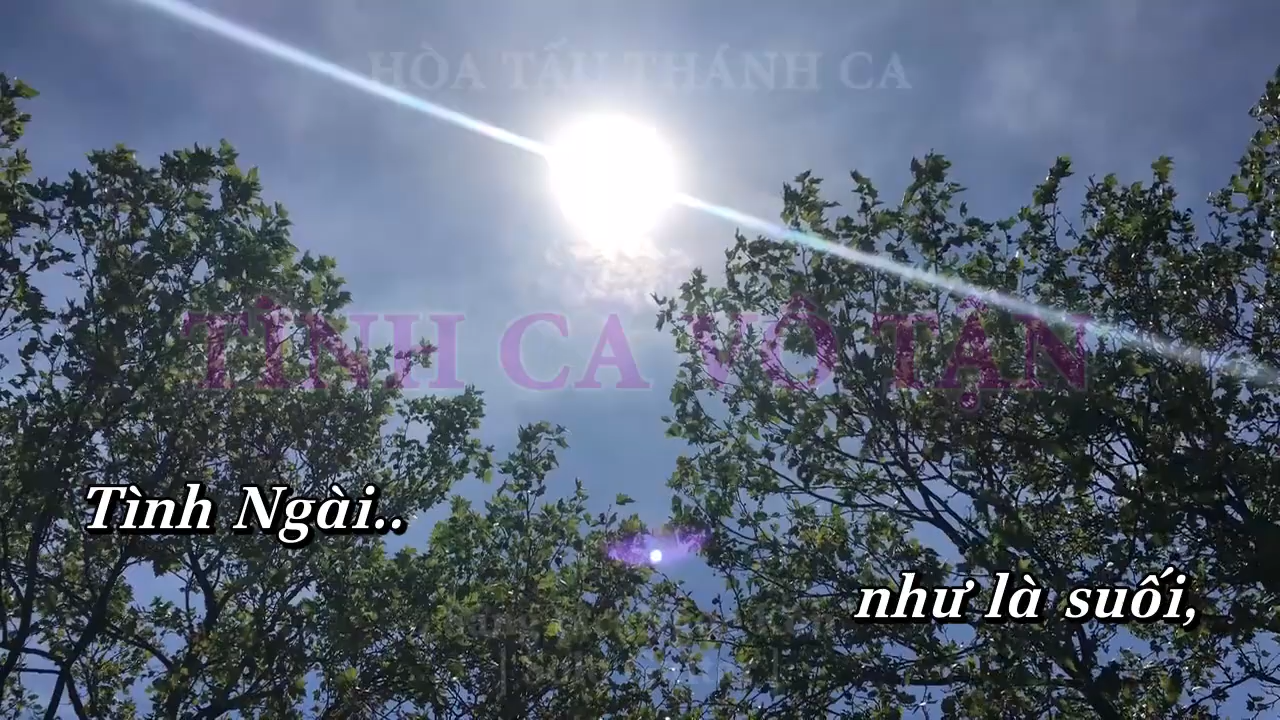 HÒA TẤU THÁNH CA
TÌNH CA VÔ TẬN
Tình Ngài..
như là suối,